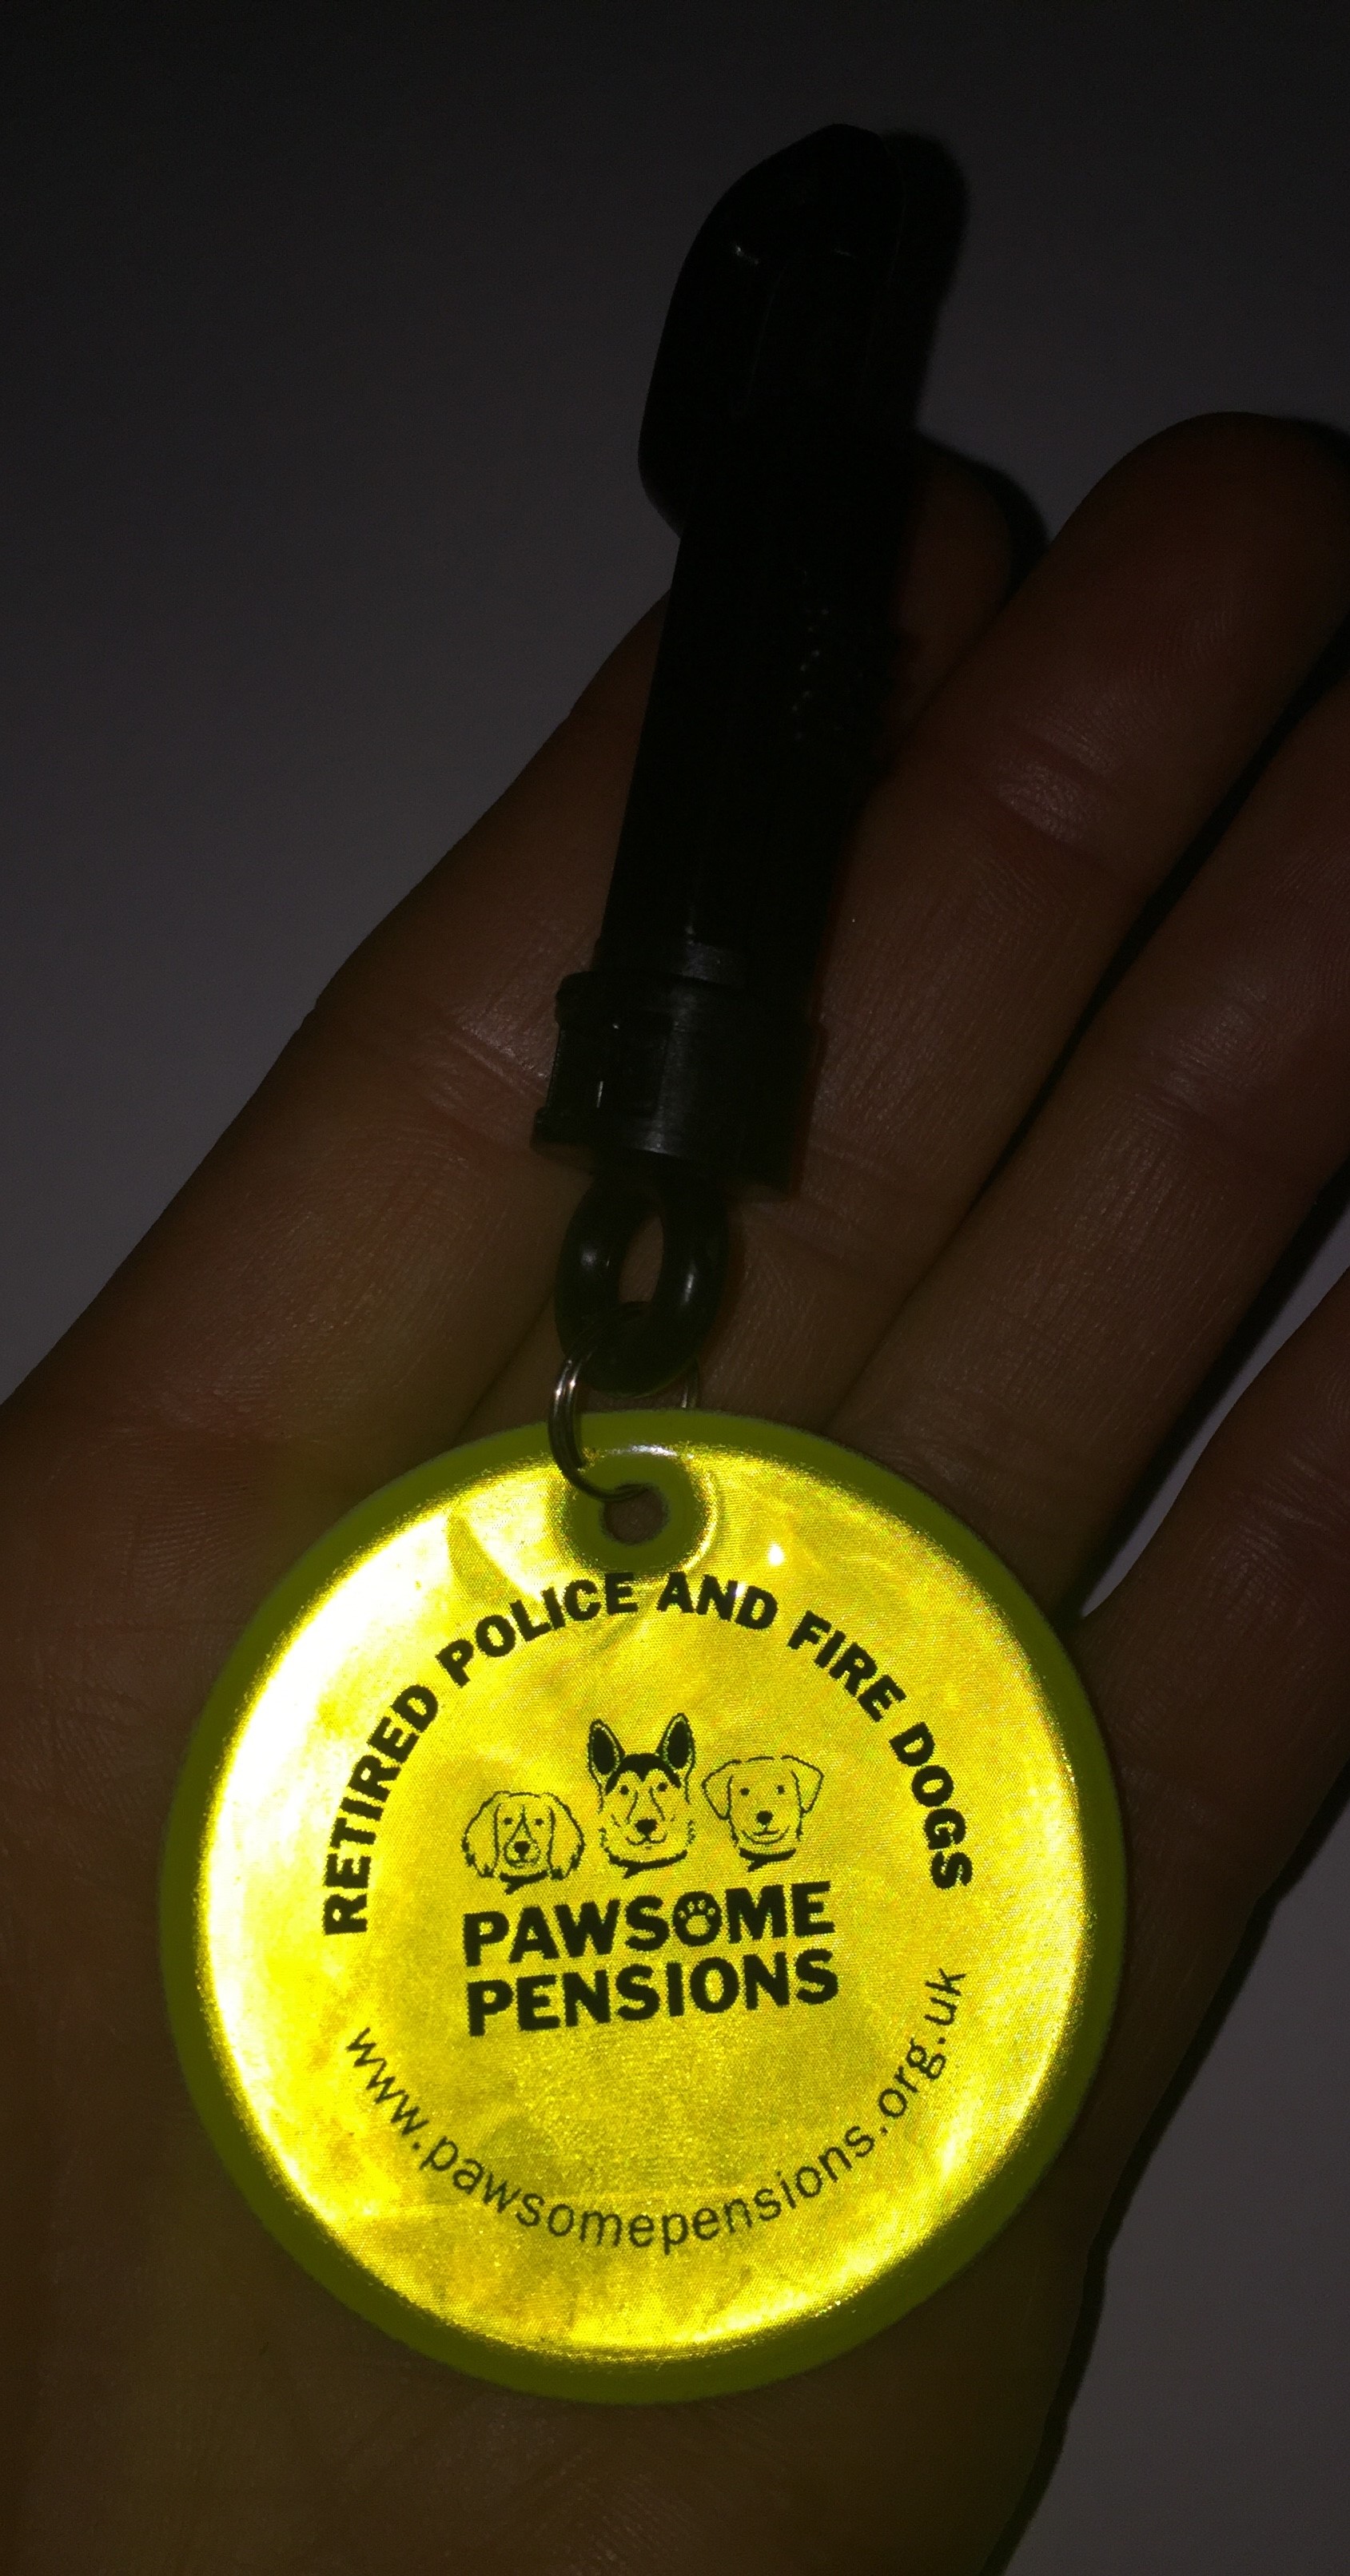 RETIRED POLICE AND FIRE DOGS
PAWSOME
PENSIONS
www.pawsomepensions.org.uk